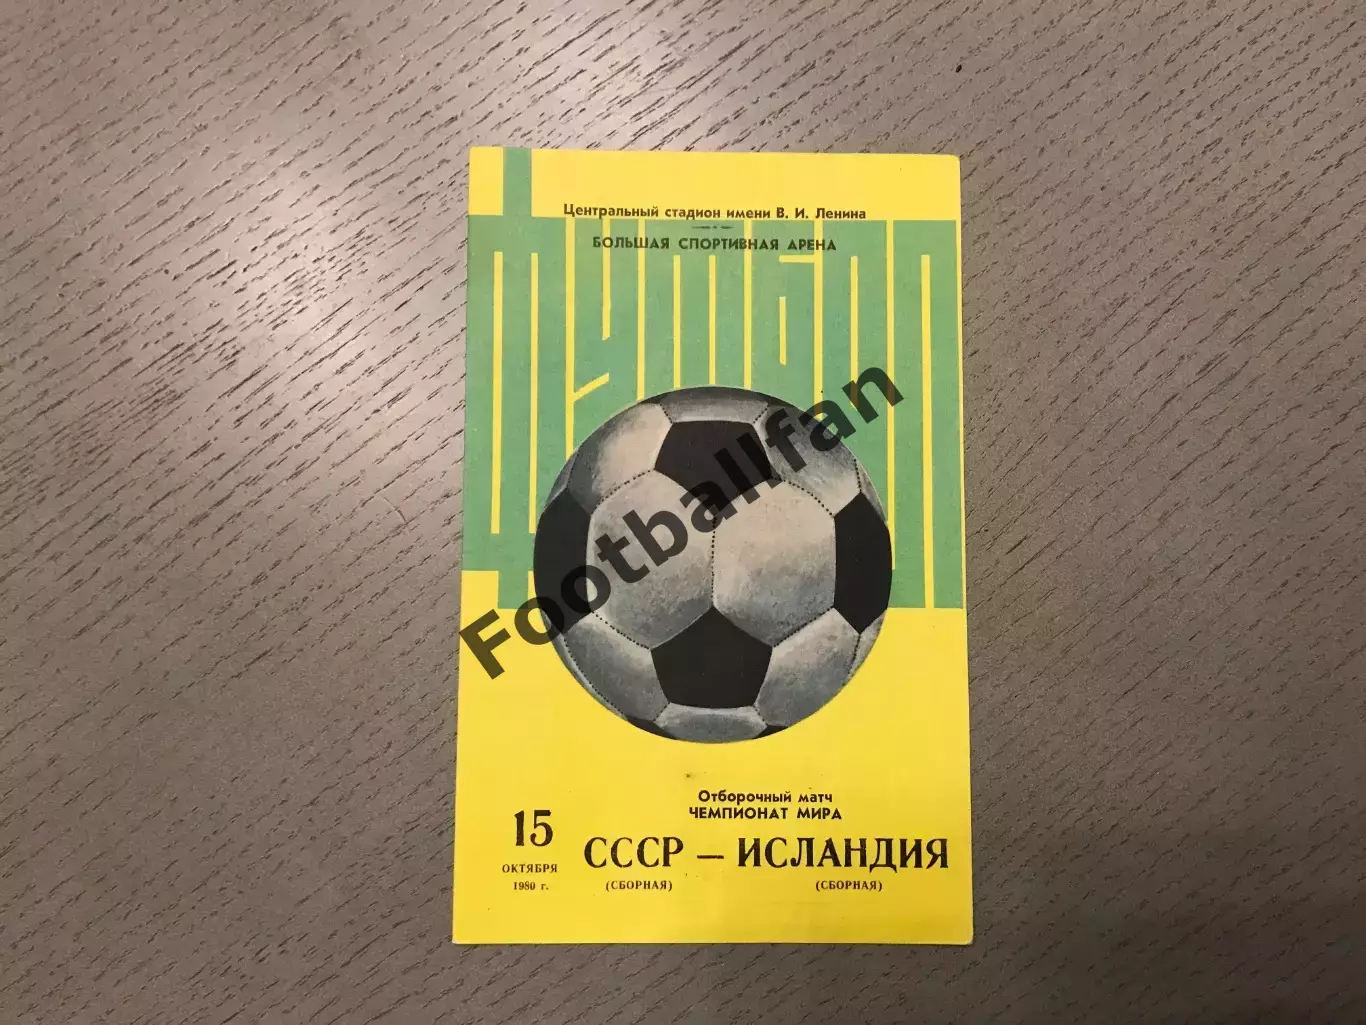 Центральный стадион имени В. И. Ленина
БОЛЬШАЯ СПОРТИВНАЯ АРЕНА
ФУТБОЛ
Footballfan
Отборочный матч
ЧЕМПИОНАТ МИРА
15
ОКТЯБРЯ
1980 г.
СССР — ИСЛАНДИЯ
(СБОРНАЯ) (СБОРНАЯ)